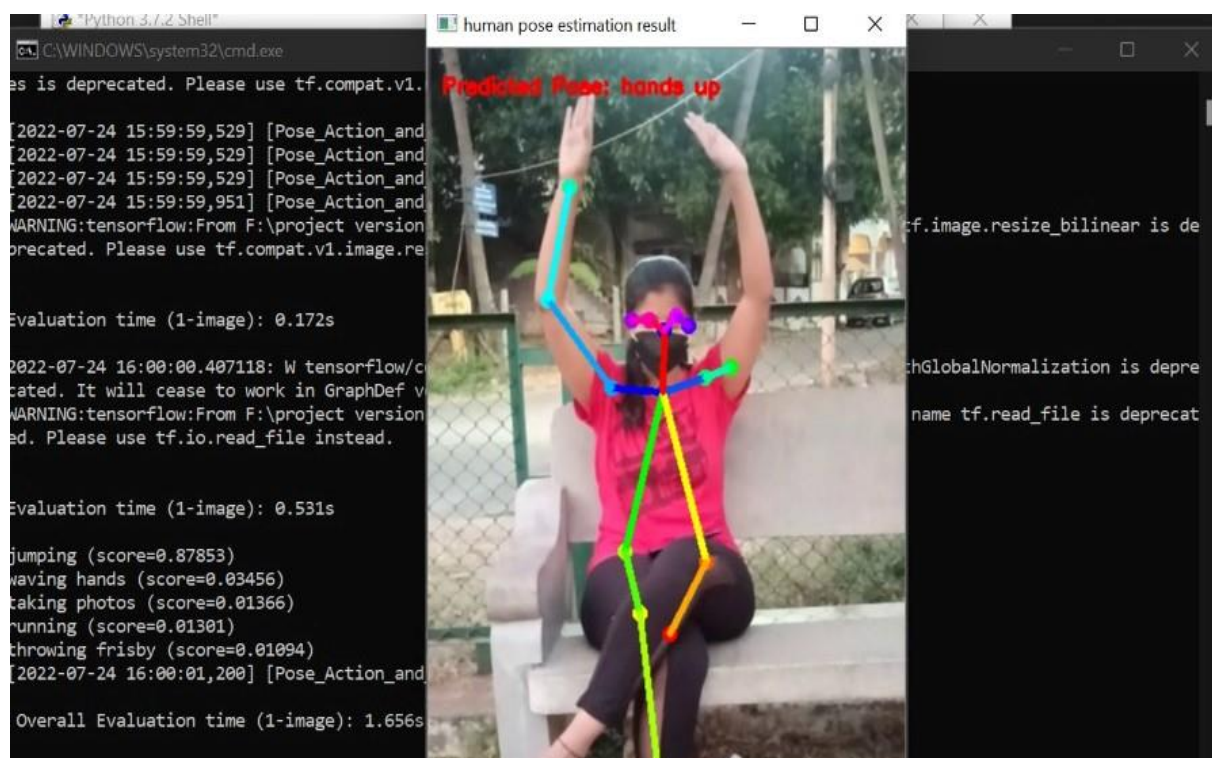 "Python 3.7.2 Shell"
human pose estimation result
C:\WINDOWS\system32\cmd.exe
Predicted Pose: hands up
es is deprecated. Please use tf.compat.v1.
[2022-07-24 15:59:59,529] [Pose_Action_and
[2022-07-24 15:59:59,529] [Pose_Action_and
[2022-07-24 15:59:59,529] [Pose_Action_and
[2022-07-24 15:59:59,951] [Pose_Action_and
WARNING:tensorflow:From F:\project version tf.image.resize_bilinear is de
precated. Please use tf.compat.v1.image.re
Evaluation time (1-image): 0.172s
2022-07-24 16:00:00.407118: W tensorflow/c hGlobalNormalization is depre
cated. It will cease to work in GraphDef v
WARNING:tensorflow:From F:\project version name tf.read_file is deprecat
ed. Please use tf.io.read_file instead.
Evaluation time (1-image): 0.531s
jumping (score=0.87853)
waving hands (score=0.03456)
taking photos (score=0.01366)
running (score=0.01301)
throwing frisby (score=0.01094)
[2022-07-24 16:00:01,200] [Pose_Action_and
Overall Evaluation time (1-image): 1.656s